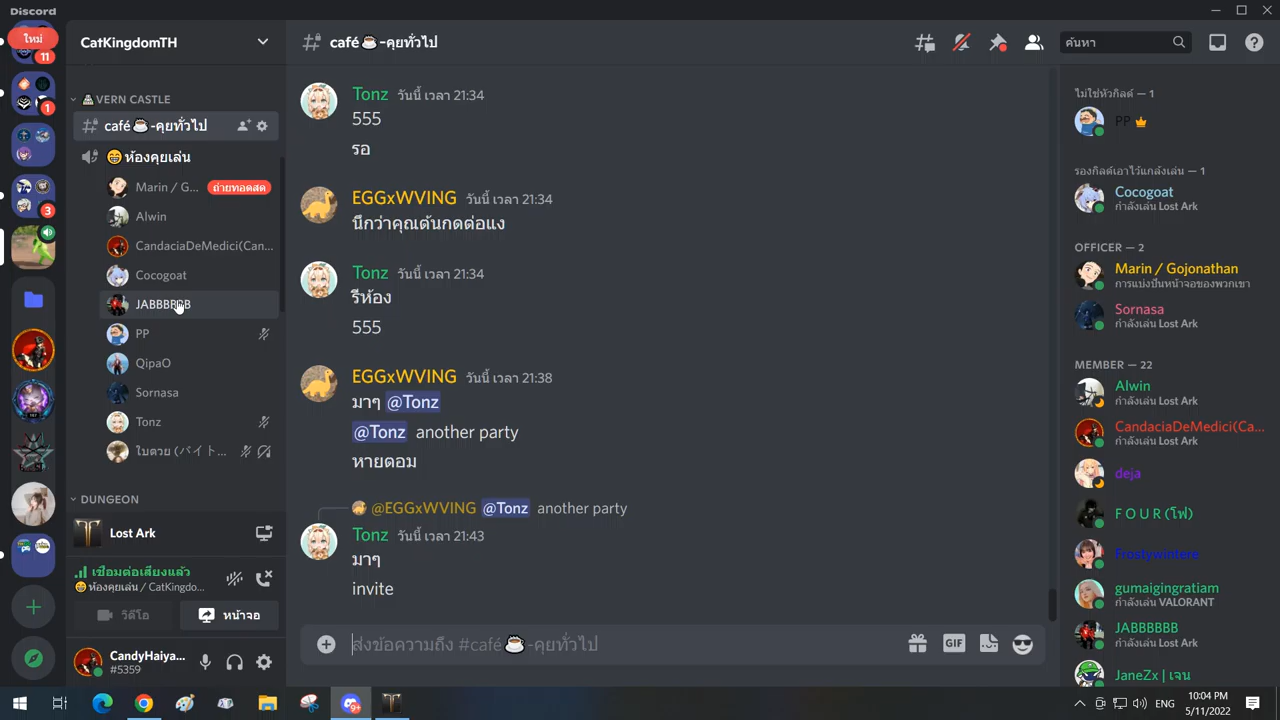 Discord
ใหม่
11
1
3
CatKingdomTH
VERN CASTLE
café☕-คุยทั่วไป
😁ห้องคุยเล่น
Marin / G...
ถ่ายทอดสด
Alwin
CandaciaDeMedici(Can...
Cocogoat
JABBBBBB
PP
QipaO
Sornasa
Tonz
ใบตวย (バイト...
DUNGEON
Lost Ark
เชื่อมต่อเสียงแล้ว
😁 ห้องคุยเล่น / CatKingdo...
วิดีโอ
หน้าจอ
CandyHaiya...
#5359
café☕-คุยทั่วไป
ค้นหา
Tonz วันนี้ เวลา 21:34
555
รอ
EGGxWVING วันนี้ เวลา 21:34
นึกว่าคุณต้นกดต่อแง
Tonz วันนี้ เวลา 21:34
รีห้อง
555
EGGxWVING วันนี้ เวลา 21:38
มาๆ @Tonz
@Tonz another party
หายตอม
@EGGxWVING @Tonz another party
Tonz วันนี้ เวลา 21:43
มาๆ
invite
ส่งข้อความถึง #café☕-คุยทั่วไป
GIF
ไม่ใช่หัวกิลด์ — 1
PP
รองกิลด์เอาไว้แกล้งเล่น — 1
Cocogoat
กำลังเล่น Lost Ark
OFFICER — 2
Marin / Gojonathan
การแบ่งปันหน้าจอของพวกเขา
Sornasa
กำลังเล่น Lost Ark
MEMBER — 22
Alwin
กำลังเล่น Lost Ark
CandaciaDeMedici(Ca...
กำลังเล่น Lost Ark
deja
F O U R (โฟ)
Frostywintere
gumaigingratiam
กำลังเล่น VALORANT
JABBBBBB
กำลังเล่น Lost Ark
JaneZx | เจน
9+
ENG
10:04 PM
5/11/2022